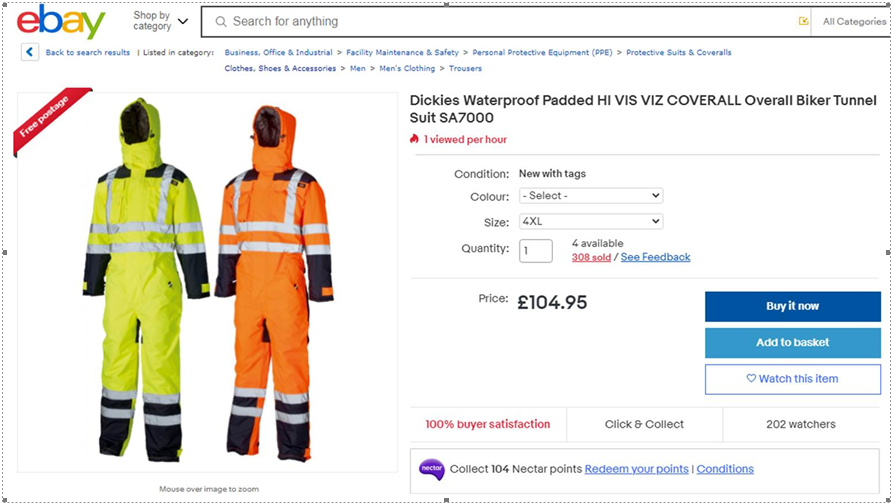 ebay
Shop by
category
Search for anything
All Categories
Back to search results | Listed in category: Business, Office & Industrial > Facility Maintenance & Safety > Personal Protective Equipment (PPE) > Protective Suits & Coveralls
Clothes, Shoes & Accessories > Men > Men's Clothing > Trousers
Free postage
Dickies Waterproof Padded HI VIS VIZ COVERALL Overall Biker Tunnel
Suit SA7000
1 viewed per hour
Condition: New with tags
Colour: - Select -
Size: 4XL
Quantity: 1 4 available
308 sold / See Feedback
Price: £104.95
Buy it now
Add to basket
Watch this item
100% buyer satisfaction Click & Collect 202 watchers
nectar Collect 104 Nectar points Redeem your points | Conditions
Mouse over image to zoom